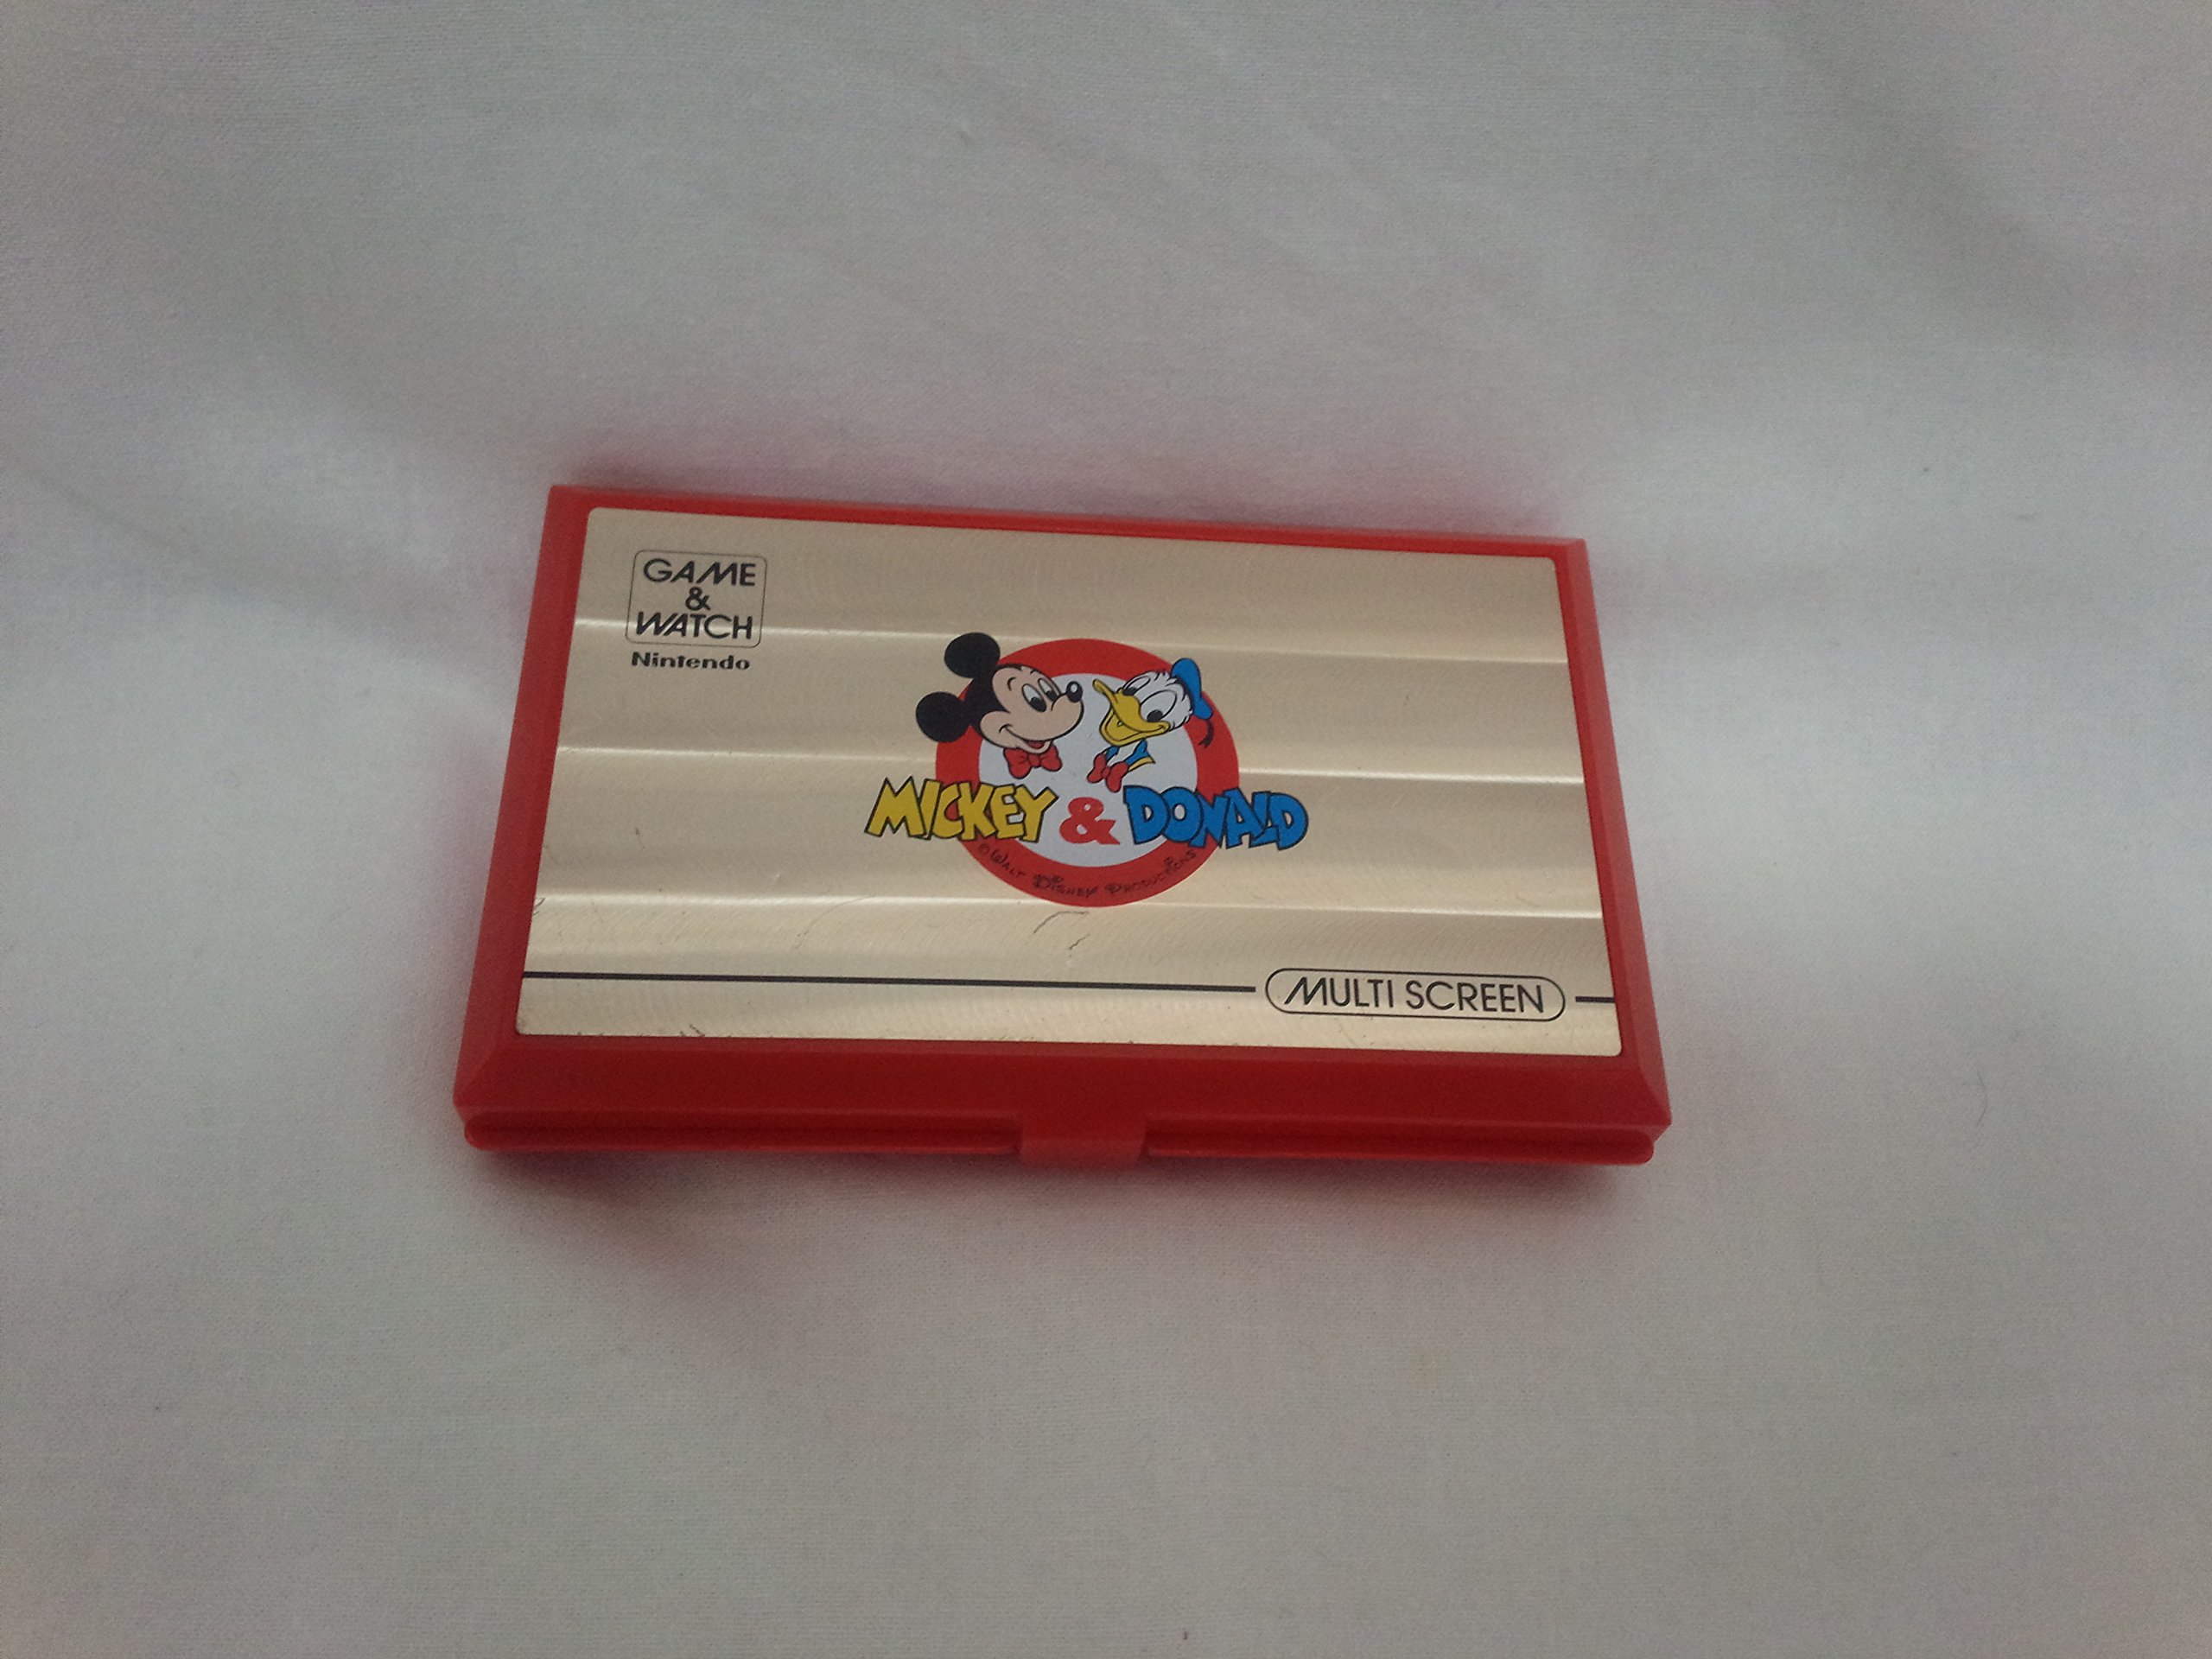 GAME
&
WATCH
Nintendo
MICKEY & DONALD
© WALT DISNEY PRODUCTIONS
MULTI SCREEN